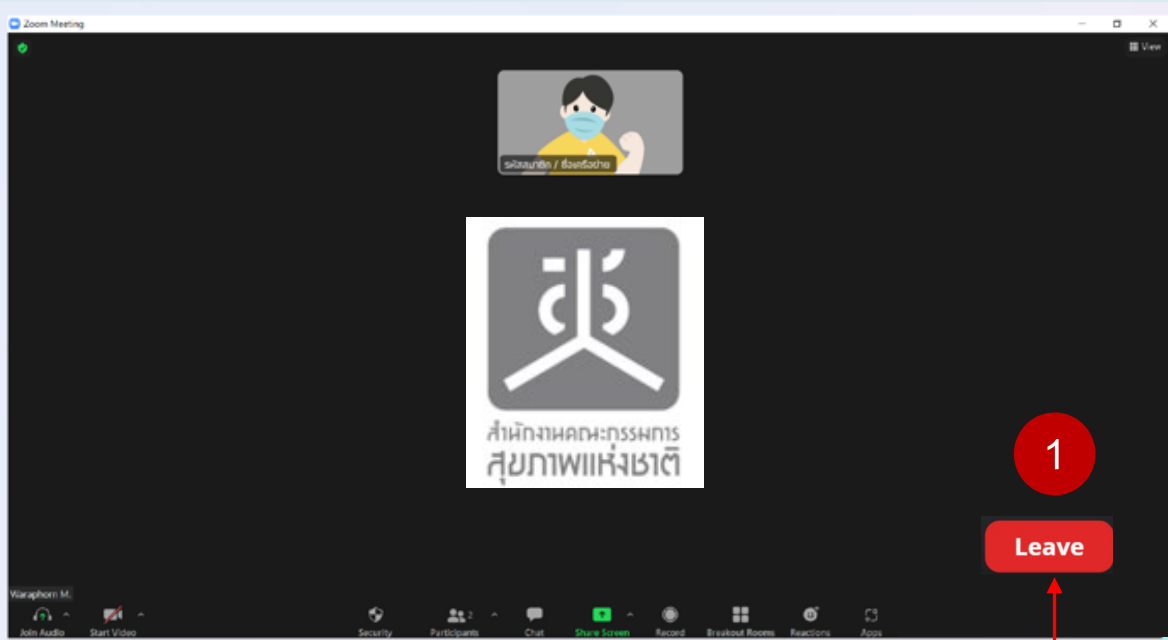 Zoom Meeting
View
รหัสสมาชิก / ชื่อเครือข่าย
สำนักงานคณะกรรมการ
สุขภาพแห่งชาติ
1
Leave
Waraphorn M.
Join Audio
Start Video
Security
Participants
2
Chat
Share Screen
Record
Breakout Rooms
Reactions
Apps